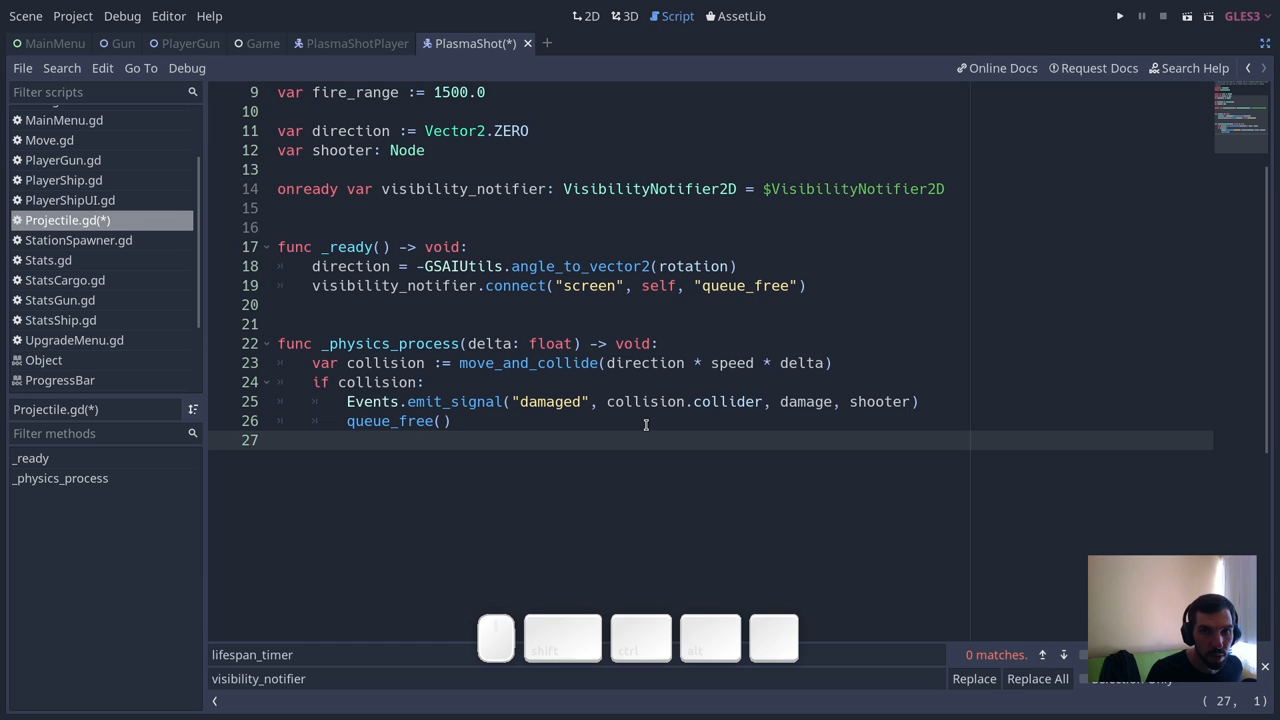 Scene Project Debug Editor Help
2D 3D Script AssetLib
GLES3
MainMenu Gun PlayerGun Game PlasmaShotPlayer PlasmaShot(*)
File Search Edit Go To Debug
Online Docs Request Docs Search Help
Filter scripts
MainMenu.gd
Move.gd
PlayerGun.gd
PlayerShip.gd
PlayerShipUI.gd
Projectile.gd(*)
StationSpawner.gd
Stats.gd
StatsCargo.gd
StatsGun.gd
StatsShip.gd
UpgradeMenu.gd
Object
ProgressBar
Projectile.gd(*)
Filter methods
_ready
_physics_process
9 var fire_range := 1500.0
10
11 var direction := Vector2.ZERO
12 var shooter: Node
13
14 onready var visibility_notifier: VisibilityNotifier2D = $VisibilityNotifier2D
15
16
17 func _ready() -> void:
18 direction = -GSAIUtils.angle_to_vector2(rotation)
19 visibility_notifier.connect("screen", self, "queue_free")
20
21
22 func _physics_process(delta: float) -> void:
23 var collision := move_and_collide(direction * speed * delta)
24 if collision:
25 Events.emit_signal("damaged", collision.collider, damage, shooter)
26 queue_free()
27
shift ctrl alt
lifespan_timer 0 matches.
visibility_notifier Replace Replace All
( 27, 1)